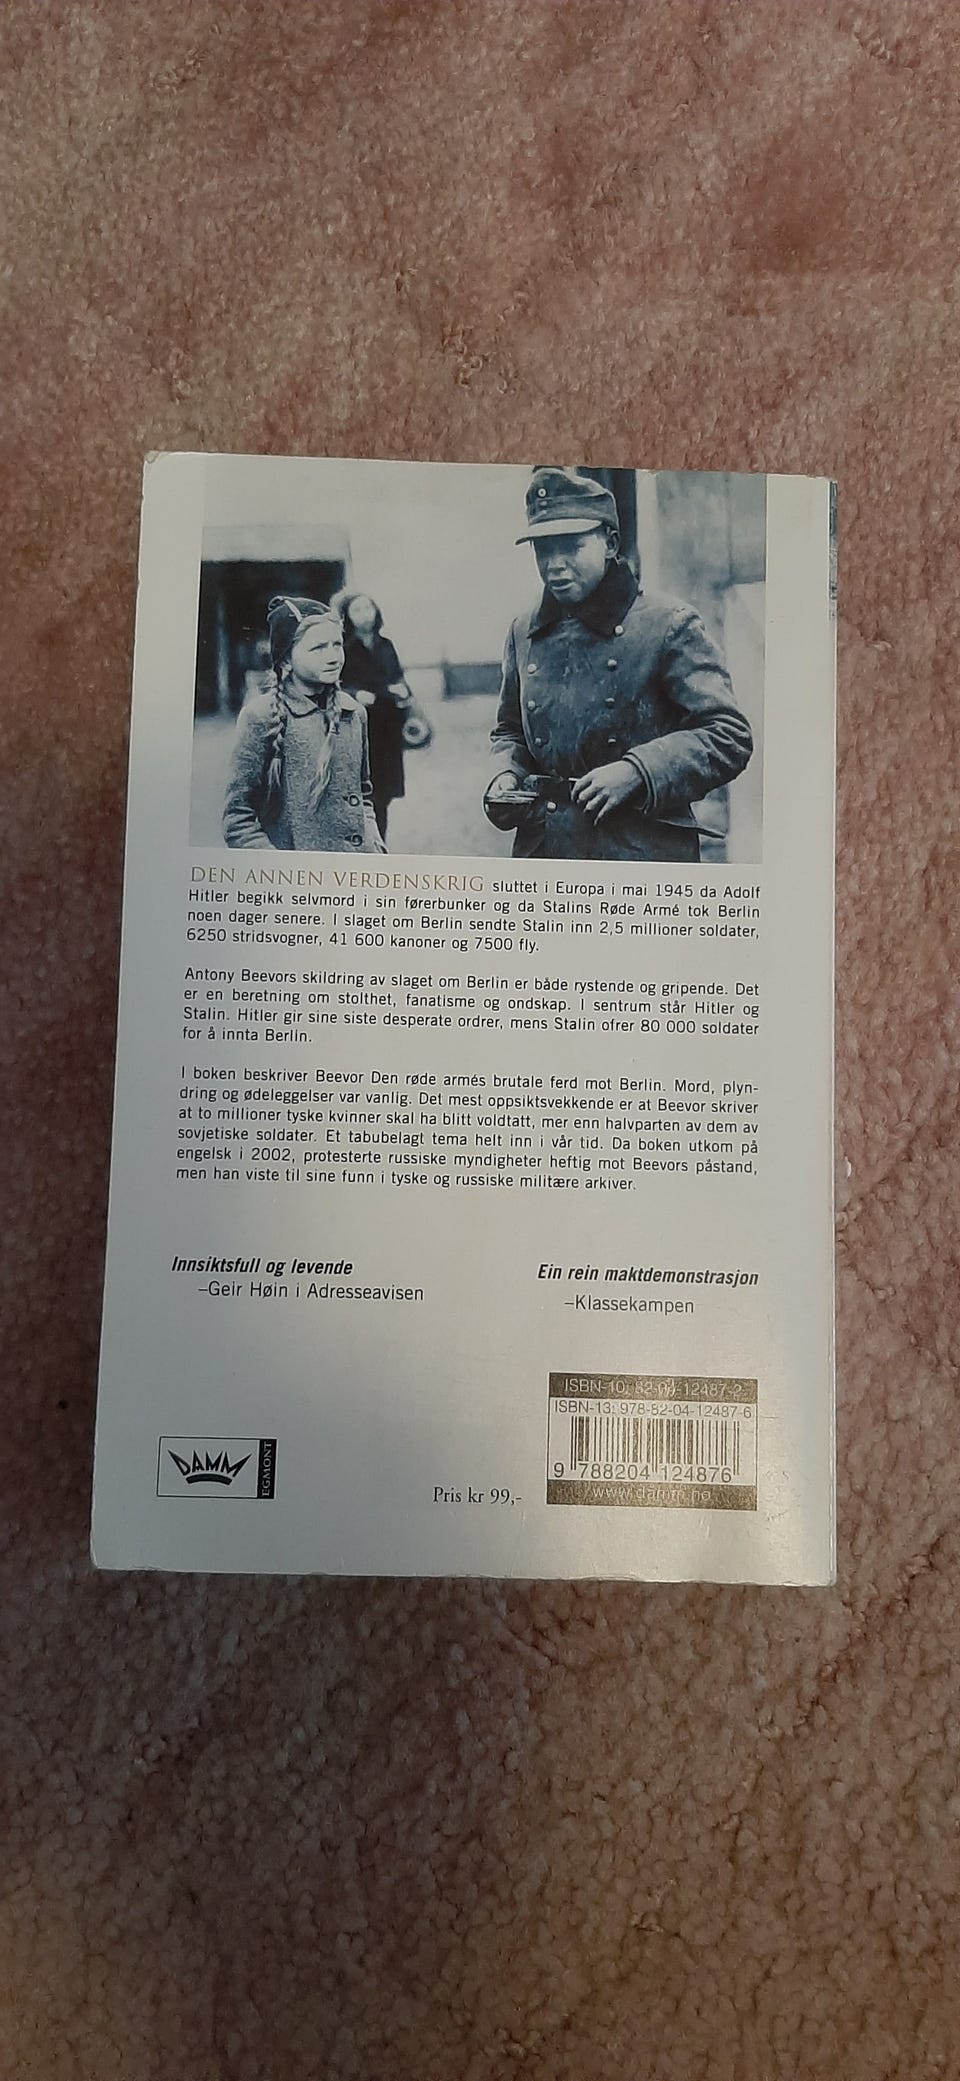 DEN ANNEN VERDENSKRIG sluttet i Europa i mai 1945 da Adolf
Hitler begikk selvmord i sin førerbunker og da Stalins Røde Armé tok Berlin
noen dager senere. I slaget om Berlin sendte Stalin inn 2,5 millioner soldater,
6250 stridsvogner, 41 600 kanoner og 7500 fly.
Antony Beevors skildring av slaget om Berlin er både rystende og gripende. Det
er en beretning om stolthet, fanatisme og ondskap. I sentrum står Hitler og
Stalin. Hitler gir sine siste desperate ordrer, mens Stalin ofrer 80 000 soldater
for å innta Berlin.
I boken beskriver Beevor Den røde armés brutale ferd mot Berlin. Mord, plyn-
dring og ødeleggelser var vanlig. Det mest oppsiktsvekkende er at Beevor skriver
at to millioner tyske kvinner skal ha blitt voldtatt, mer enn halvparten av dem av
sovjetiske soldater. Et tabubelagt tema helt inn i vår tid. Da boken utkom på
engelsk i 2002, protesterte russiske myndigheter heftig mot Beevors påstand,
men han viste til sine funn i tyske og russiske militære arkiver.
Innsiktsfull og levende
–Geir Høin i Adresseavisen
Ein rein maktdemonstrasjon
–Klassekampen
ISBN-10: 82-04-12487-2
ISBN-13: 978-82-04-12487-6
9 788204 124876
www.damm.no
DAMM
EGMONT
Pris kr 99,-